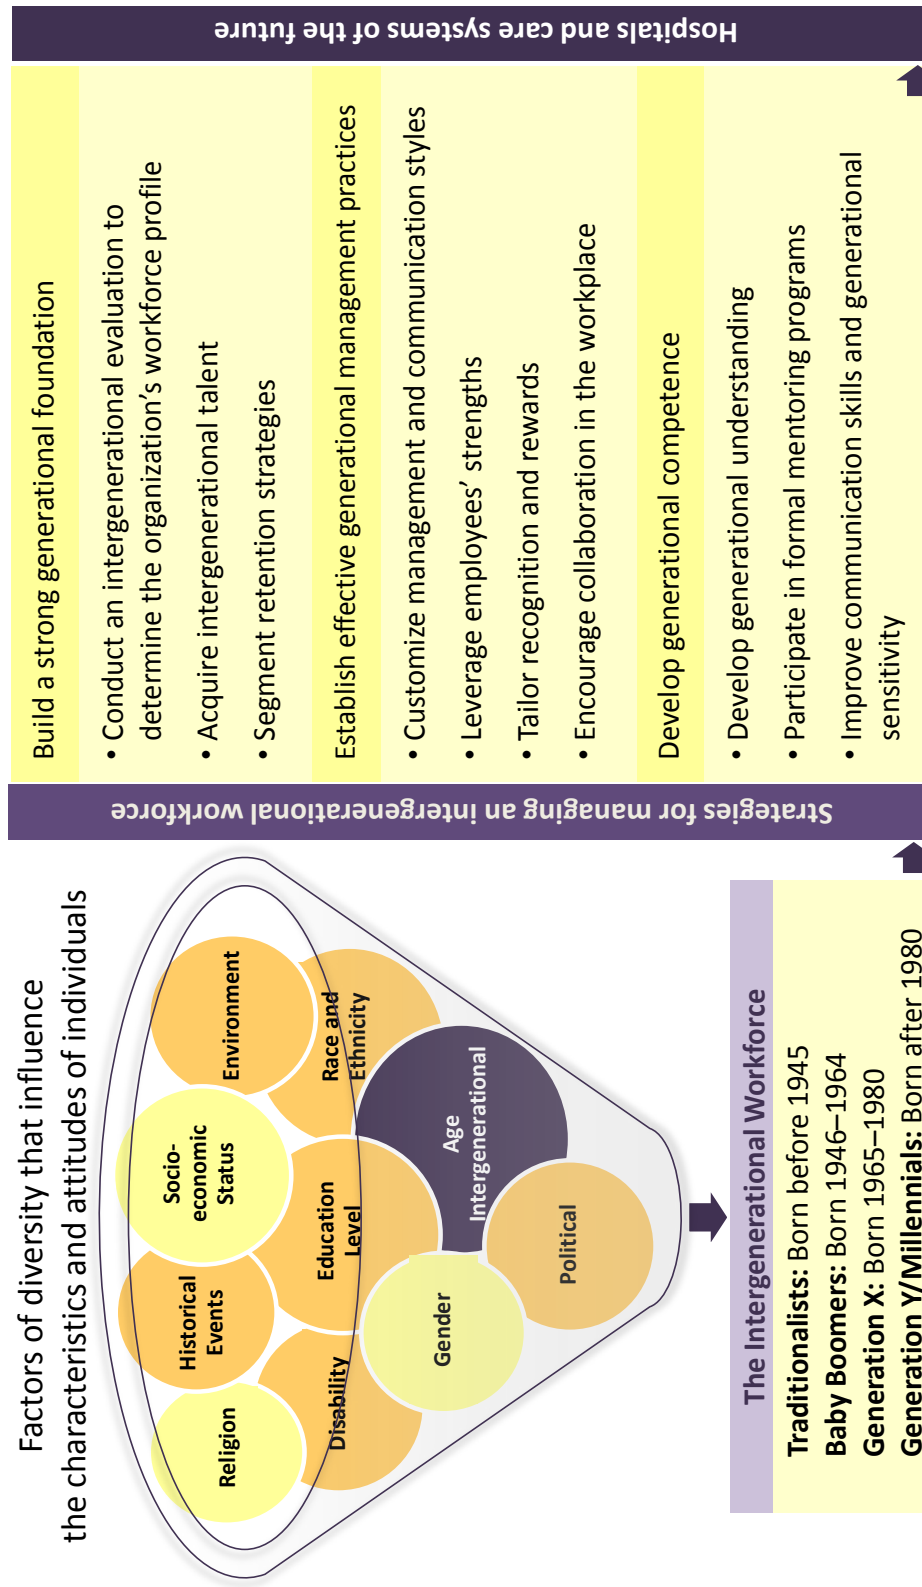 Factors of diversity that influence
the characteristics and attitudes of individuals
Religion
Historical
Events
Socio-
economic
Status
Environment
Disability
Education
Level
Race and
Ethnicity
Gender
Age
Intergenerational
Political
The Intergenerational Workforce
Traditionalists: Born before 1945
Baby Boomers: Born 1946–1964
Generation X: Born 1965–1980
Generation Y/Millennials: Born after 1980
Strategies for managing an intergenerational workforce
Build a strong generational foundation
• Conduct an intergenerational evaluation to
determine the organization’s workforce profile
• Acquire intergenerational talent
• Segment retention strategies
Establish effective generational management practices
• Customize management and communication styles
• Leverage employees’ strengths
• Tailor recognition and rewards
• Encourage collaboration in the workplace
Develop generational competence
• Develop generational understanding
• Participate in formal mentoring programs
• Improve communication skills and generational
sensitivity
Hospitals and care systems of the future